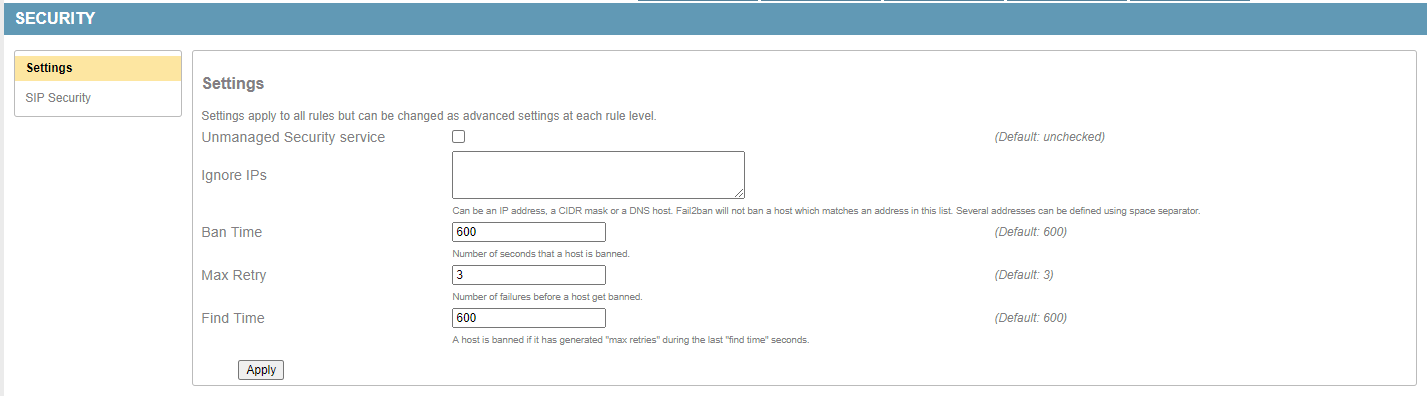 SECURITY
Settings
SIP Security
Settings
Settings apply to all rules but can be changed as advanced settings at each rule level.
Unmanaged Security service (Default: unchecked)
Ignore IPs
Can be an IP address, a CIDR mask or a DNS host. Fail2ban will not ban a host which matches an address in this list. Several addresses can be defined using space separator.
Ban Time 600 (Default: 600)
Number of seconds that a host is banned.
Max Retry 3 (Default: 3)
Number of failures before a host get banned.
Find Time 600 (Default: 600)
A host is banned if it has generated "max retries" during the last "find time" seconds.
Apply